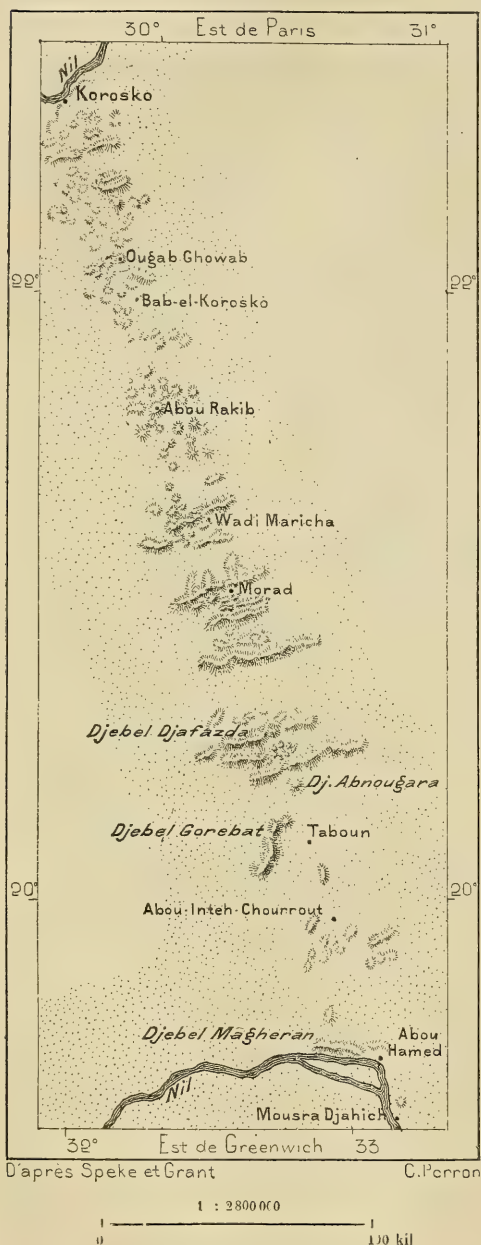 30° Est de Paris 31°
Nil
Korosko
Ougab Ghowab
22° 22°
Bab-el-Korosko
Abou Rakib
Wadi Maricha
Morad
Djebel Djafazda
Dj. Abnougara
Djebel Gorebat
Taboun
20° 20°
Abou-Inteh-Chourrout
Djebel Magheran
Abou
Hamed
Nil
Mousra Djahich
32° Est de Greenwich 33
D'après Speke et Grant C. Perron
1 : 2800000
0 100 kil